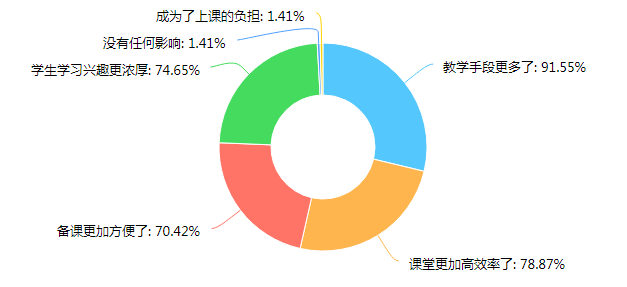 成为了上课的负担: 1.41%
没有任何影响: 1.41%
学生学习兴趣更浓厚: 74.65%
教学手段更多了: 91.55%
备课更加方便了: 70.42%
课堂更加高效率了: 78.87%